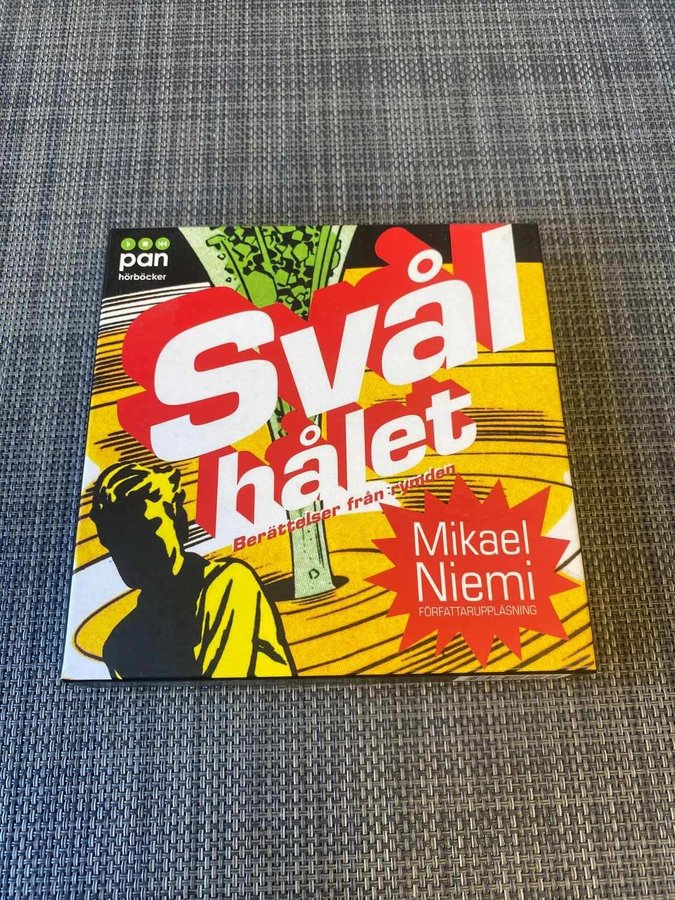 pan
hörböcker
Svål
hålet
Berättelser från rymden
Mikael
Niemi
FÖRFATTARUPPLÄSNING